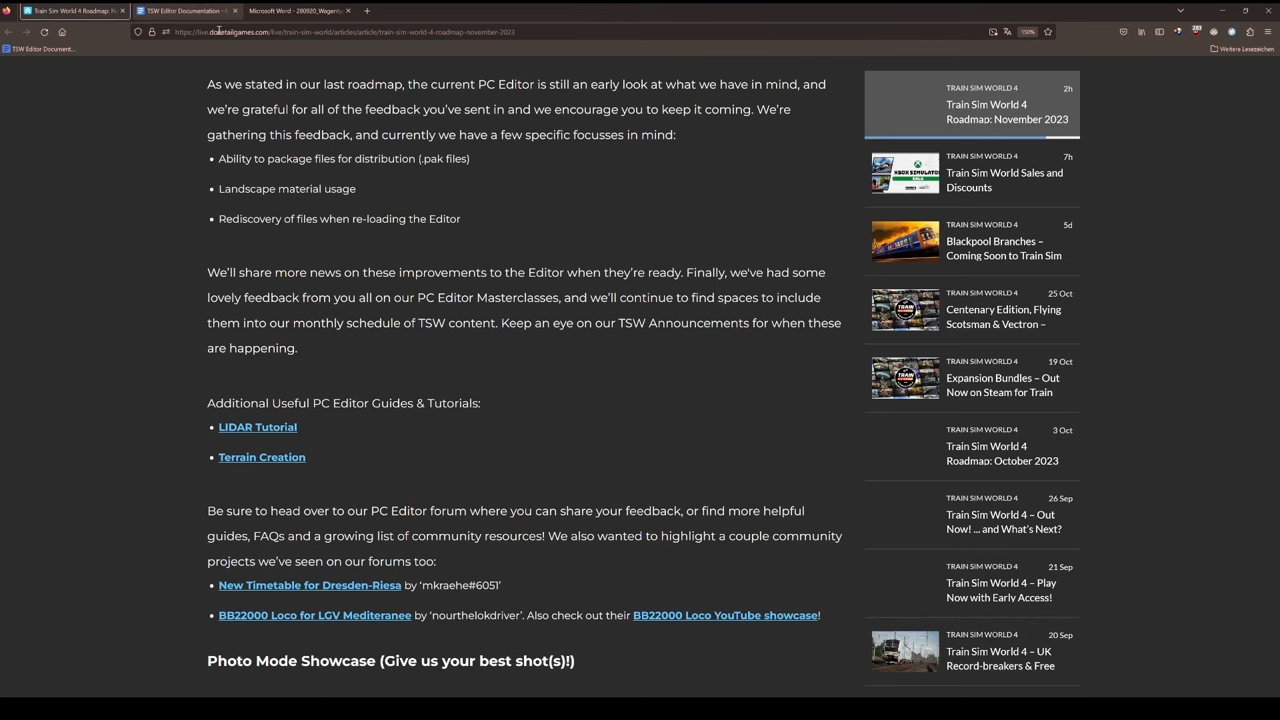 Train Sim World 4 Roadmap: N
TSW Editor Documentation -
Microsoft Word - 280920_Wagenty
https://live.dovetailgames.com/live/train-sim-world/articles/article/train-sim-world-4-roadmap-november-2023
150%
283
TSW Editor Document...
Weitere Lesezeichen
As we stated in our last roadmap, the current PC Editor is still an early look at what we have in mind, and
we're grateful for all of the feedback you've sent in and we encourage you to keep it coming. We're
gathering this feedback, and currently we have a few specific focusses in mind:
• Ability to package files for distribution (.pak files)
• Landscape material usage
• Rediscovery of files when re-loading the Editor
We'll share more news on these improvements to the Editor when they're ready. Finally, we've had some
lovely feedback from you all on our PC Editor Masterclasses, and we'll continue to find spaces to include
them into our monthly schedule of TSW content. Keep an eye on our TSW Announcements for when these
are happening.
Additional Useful PC Editor Guides & Tutorials:
• LIDAR Tutorial
• Terrain Creation
Be sure to head over to our PC Editor forum where you can share your feedback, or find more helpful
guides, FAQs and a growing list of community resources! We also wanted to highlight a couple community
projects we've seen on our forums too:
• New Timetable for Dresden-Riesa by ‘mkraehe#6051’
• BB22000 Loco for LGV Mediteranee by ‘nourthelokdriver’. Also check out their BB22000 Loco YouTube showcase!
Photo Mode Showcase (Give us your best shot(s)!)
TRAIN SIM WORLD 4 2h
Train Sim World 4
Roadmap: November 2023
TRAIN SIM WORLD 4 7h
Train Sim World Sales and
Discounts
XBOX SIMULATOR
SALE
TRAIN SIM WORLD 4 5d
Blackpool Branches –
Coming Soon to Train Sim
TRAIN SIM WORLD 4 25 Oct
Centenary Edition, Flying
Scotsman & Vectron –
TRAIN
TRAIN SIM WORLD 4 19 Oct
Expansion Bundles – Out
Now on Steam for Train
TRAIN
TRAIN SIM WORLD 4 3 Oct
Train Sim World 4
Roadmap: October 2023
TRAIN SIM WORLD 4 26 Sep
Train Sim World 4 – Out
Now! ... and What's Next?
TRAIN SIM WORLD 4 21 Sep
Train Sim World 4 – Play
Now with Early Access!
TRAIN SIM WORLD 4 20 Sep
Train Sim World 4 – UK
Record-breakers & Free